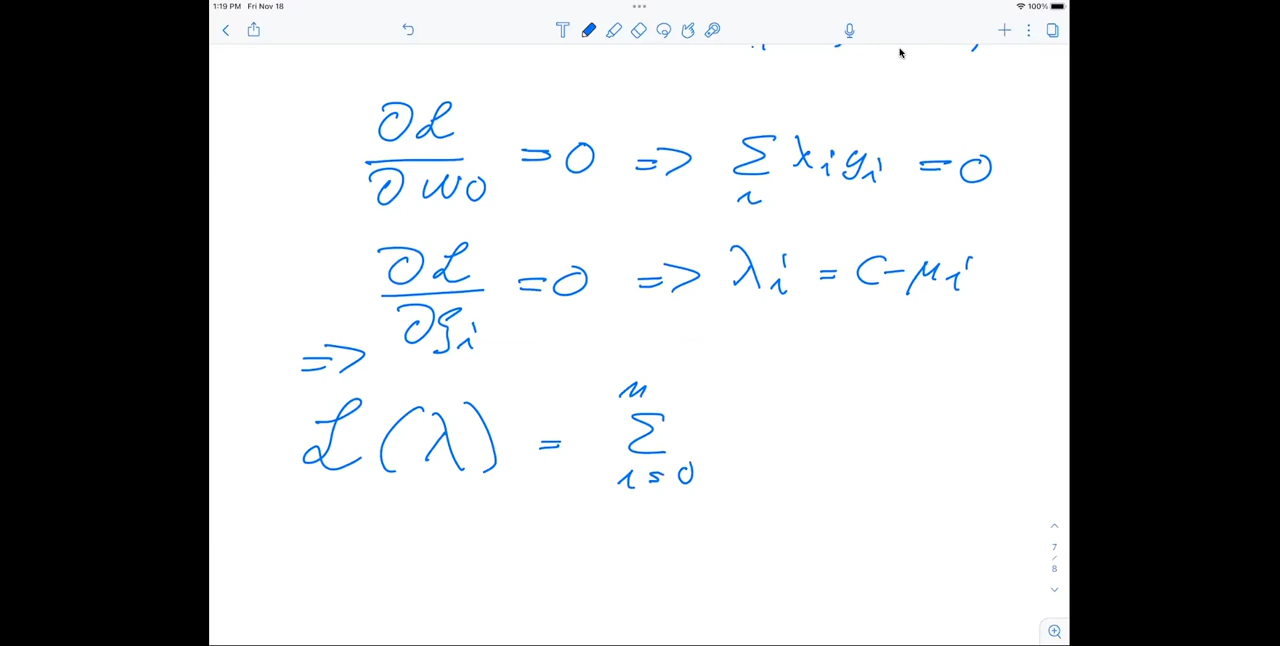 1:19 PM Fri Nov 18 100%
∂ℒ/∂w0 = 0 => Σ_i λ_i y_i = 0
∂ℒ/∂ξ_i = 0 => λ_i = C - μ_i
=>
ℒ(λ) = Σ_{i=0}^{n}
7
/
8